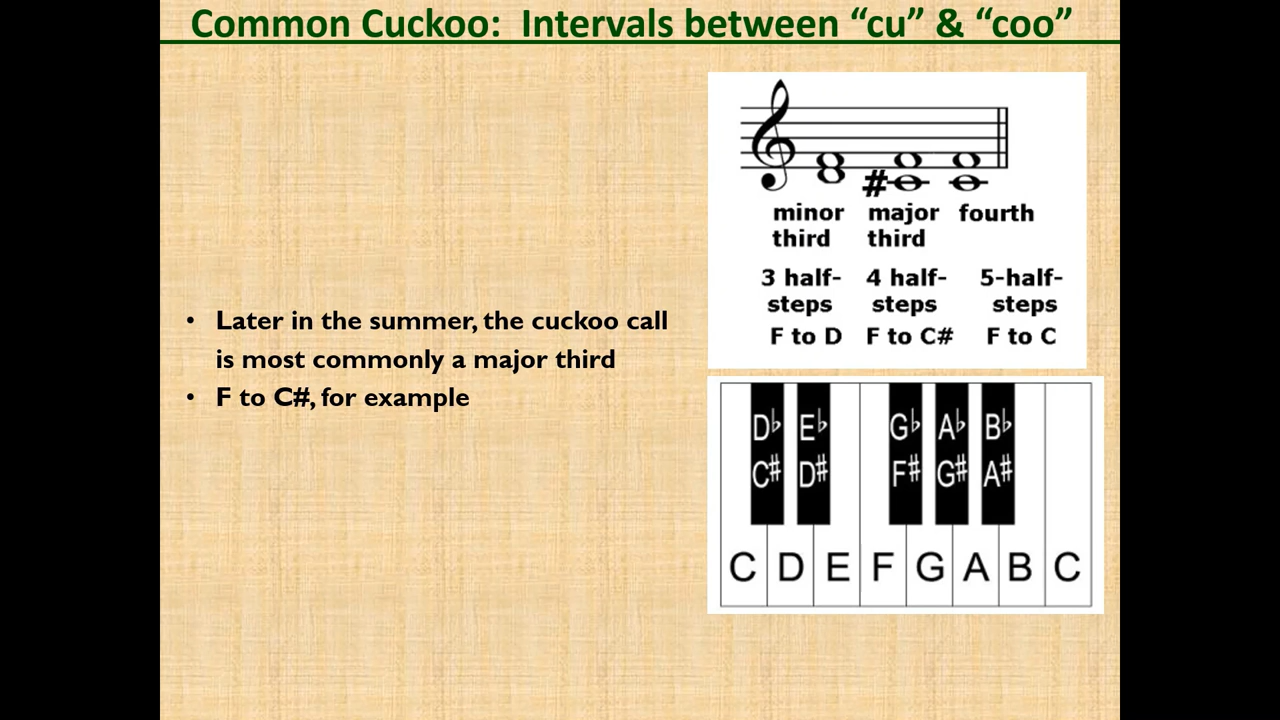 Common Cuckoo:  Intervals between “cu” & “coo”
• Later in the summer, the cuckoo call
is most commonly a major third
• F to C#, for example
#
minor major fourth
third third
3 half- 4 half- 5-half-
steps steps steps
F to D F to C# F to C
D♭ E♭ G♭ A♭ B♭
C# D# F# G# A#
C D E F G A B C